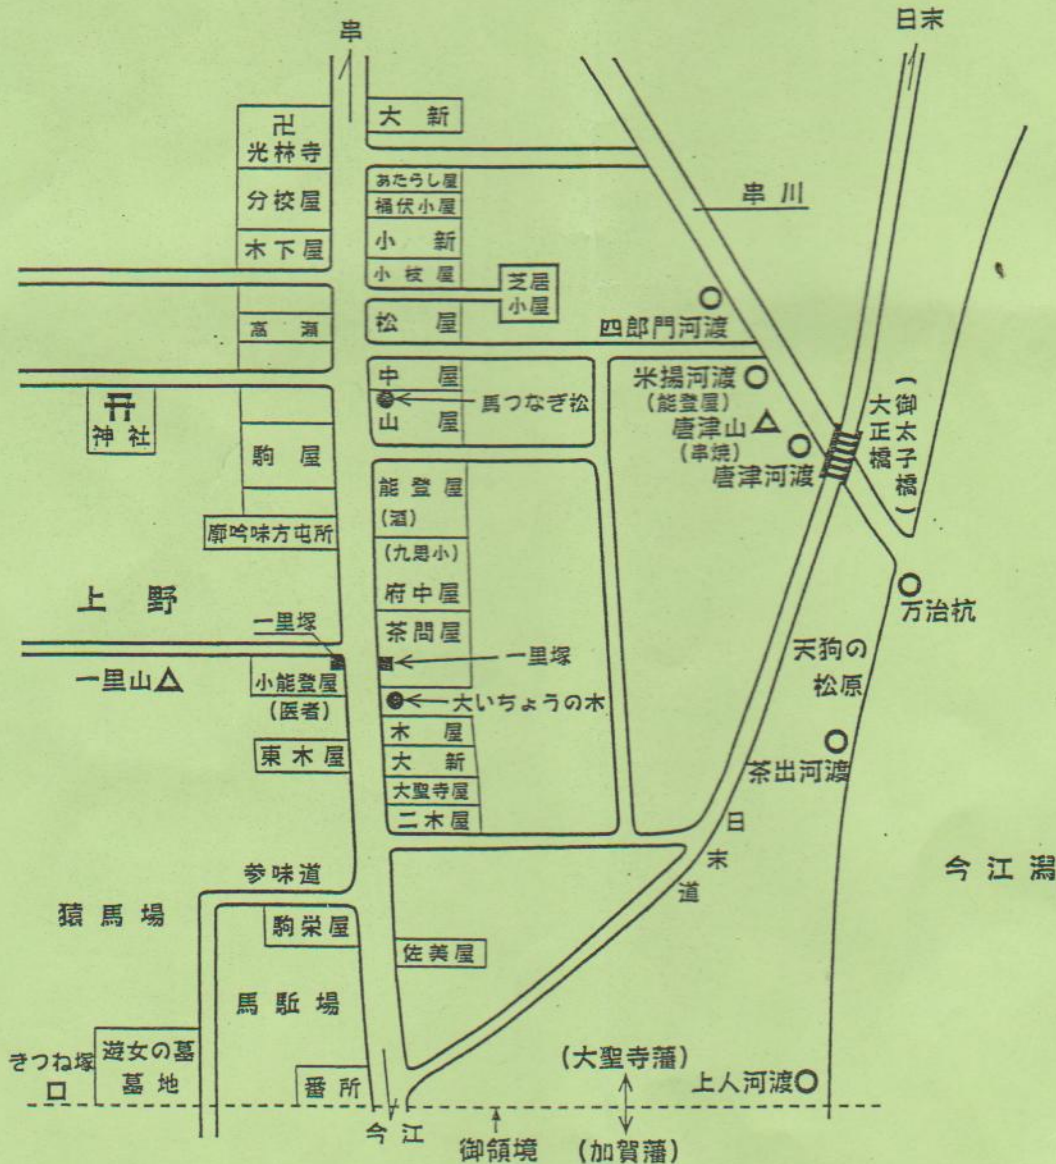 串
日末
卍
光林寺
大新
分校屋
あたらし屋
桶伏小屋
串川
木下屋
小新
小枝屋
芝居
小屋
高瀬
松屋
四郎門河渡
中屋
馬つなぎ松
山屋
神社
米揚河渡
(能登屋)
唐津山
(串焼)
唐津河渡
大正橋
(御太子橋)
駒屋
能登屋
(酒)
廓吟味方屯所
(九思小)
府中屋
茶問屋
上野
一里塚
一里塚
万治杭
天狗の
松原
一里山
小能登屋
(医者)
大いちょうの木
木屋
東木屋
大新
大聖寺屋
二木屋
茶出河渡
日末道
参味道
今江潟
猿馬場
駒栄屋
佐美屋
馬駈場
きつね塚
遊女の墓
墓地
番所
(大聖寺藩)
上人河渡
今江
御領境
(加賀藩)